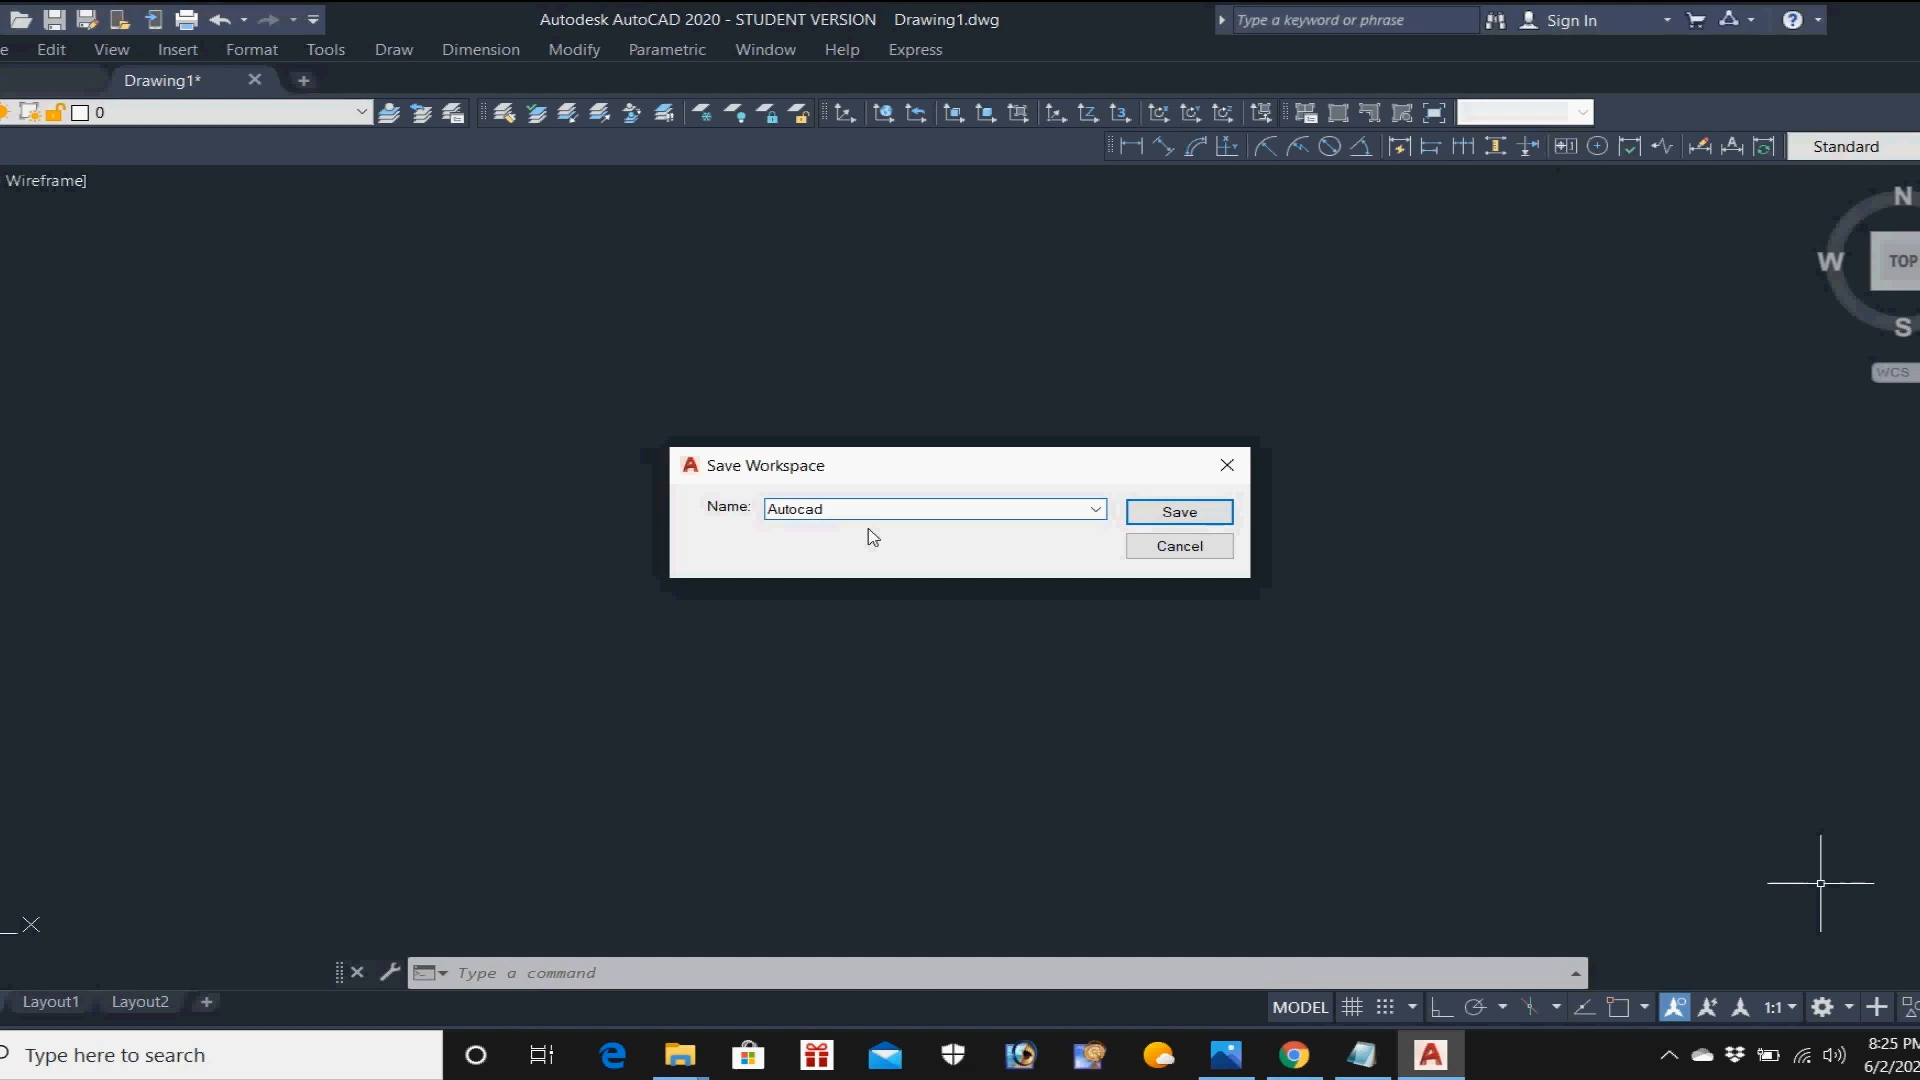 Autodesk AutoCAD 2020 - STUDENT VERSION Drawing1.dwg
Type a keyword or phrase
Sign In
e Edit View Insert Format Tools Draw Dimension Modify Parametric Window Help Express
Drawing1*
0
Standard
Wireframe]
N
W
TOP
S
WCS
Save Workspace
Name: Autocad
Save
Cancel
X
Type a command
Layout1 Layout2 +
MODEL
1:1
Type here to search
8:25 PM
6/2/202